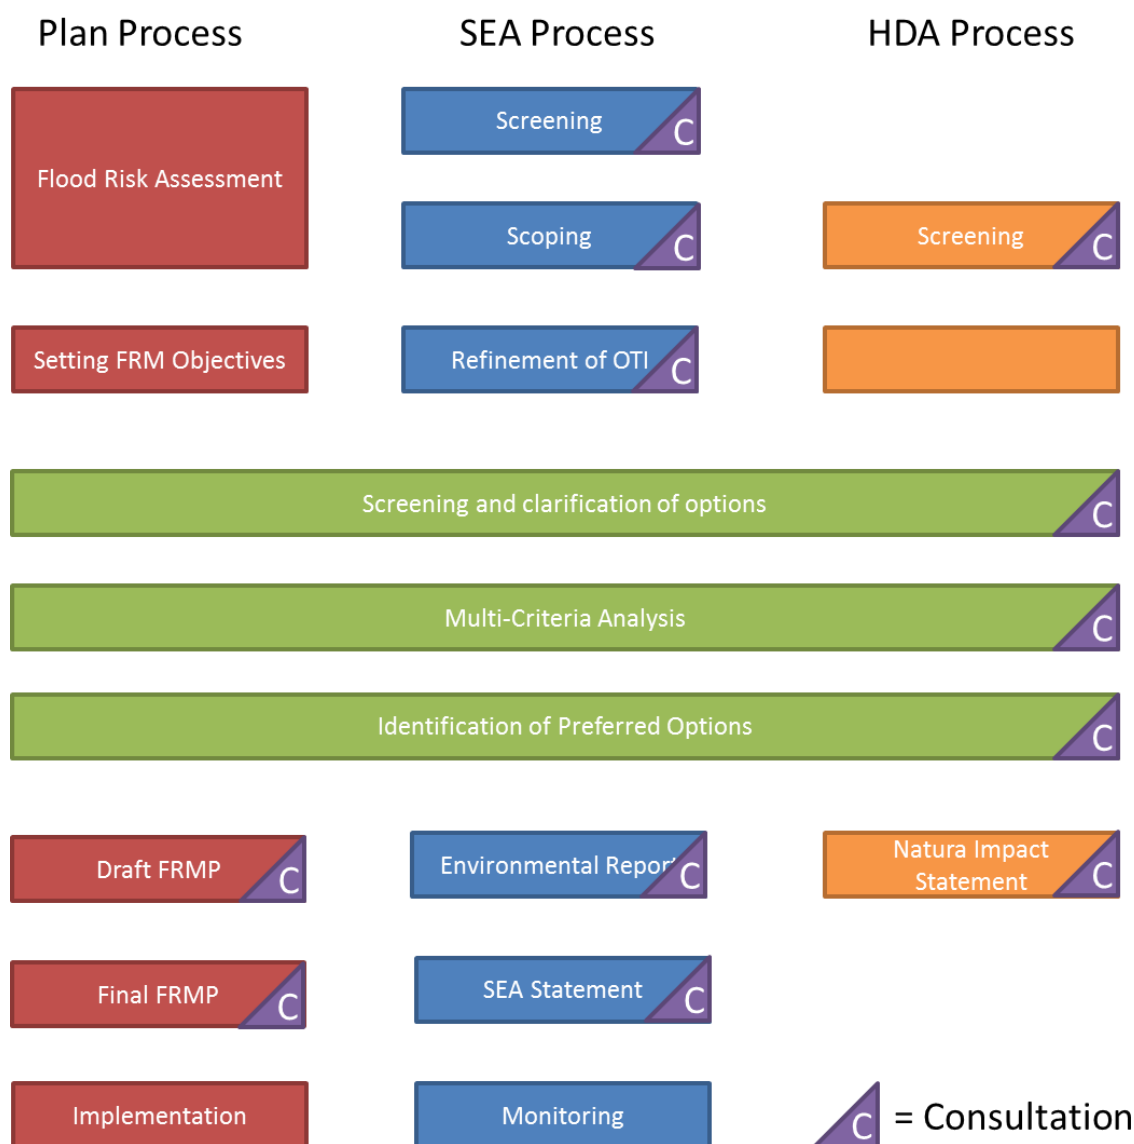 Plan Process SEA Process HDA Process
Screening C
Flood Risk Assessment
Scoping C Screening C
Setting FRM Objectives Refinement of OTI C
Screening and clarification of options C
Multi-Criteria Analysis C
Identification of Preferred Options C
Draft FRMP C Environmental Report C Natura Impact
Statement C
Final FRMP C SEA Statement C
Implementation Monitoring C = Consultation